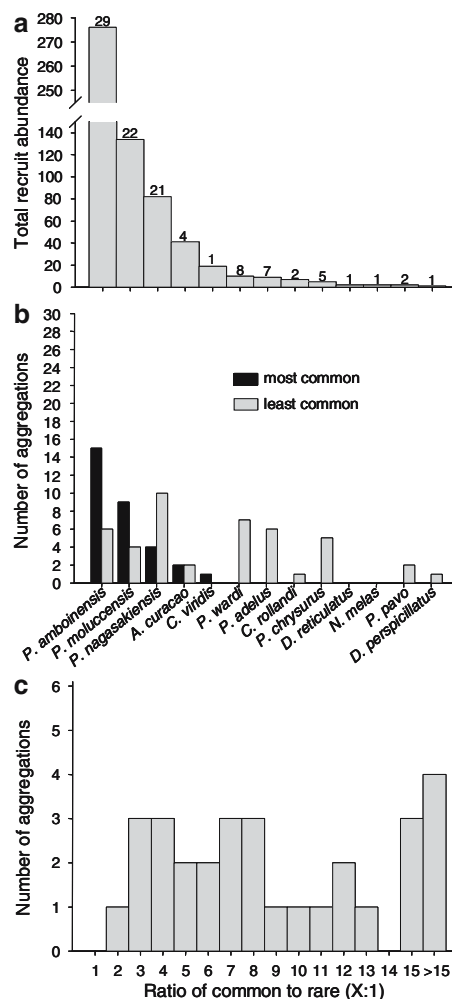 a
Total recruit abundance
280
270
260
250
140
120
100
80
60
40
20
0
29
22
21
4
1
8
7
2
5
1
1
2
1
b
Number of aggregations
30
28
26
24
22
20
18
16
14
12
10
8
6
4
2
0
most common
least common
P. amboinensis
P. moluccensis
P. nagasakiensis
A. curacao
C. viridis
P. wardi
P. adelus
C. rollandi
P. chrysurus
D. reticulatus
N. melas
P. pavo
D. perspicillatus
c
Number of aggregations
6
5
4
3
2
1
0
1 2 3 4 5 6 7 8 9 10 11 12 13 14 15 >15
Ratio of common to rare (X:1)